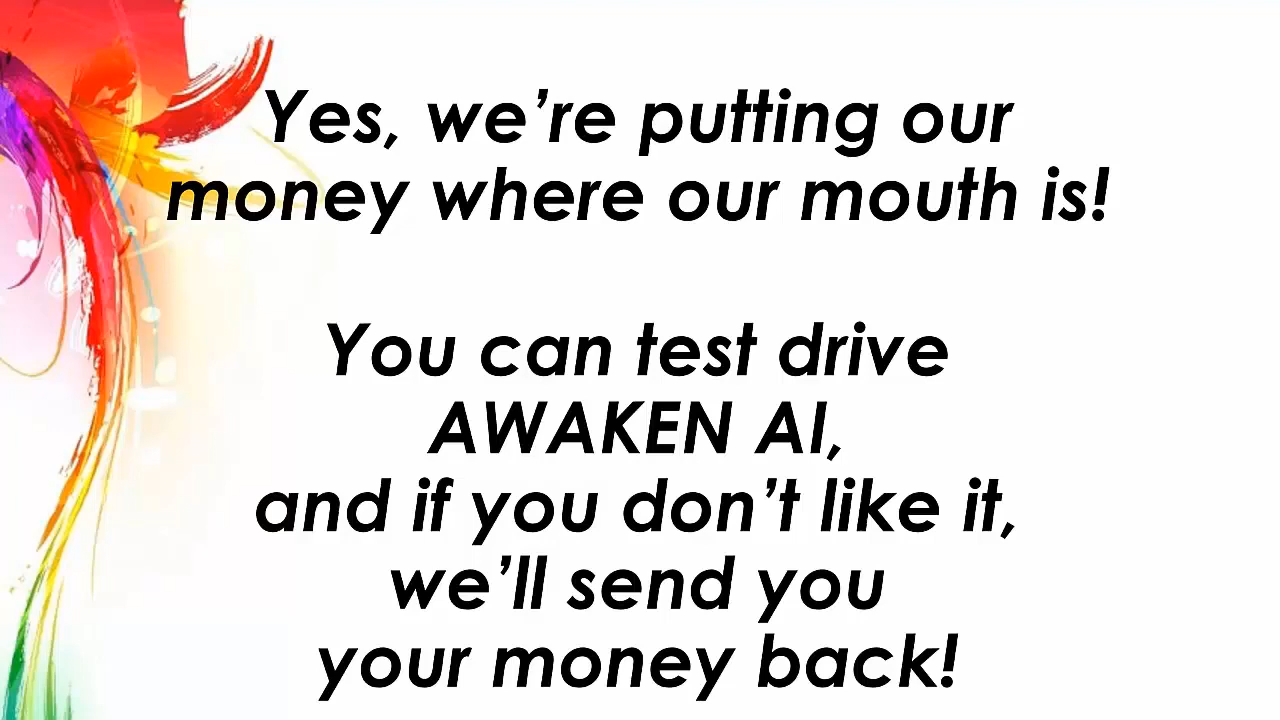 Yes, we’re putting our
money where our mouth is!
You can test drive
AWAKEN AI,
and if you don’t like it,
we’ll send you
your money back!